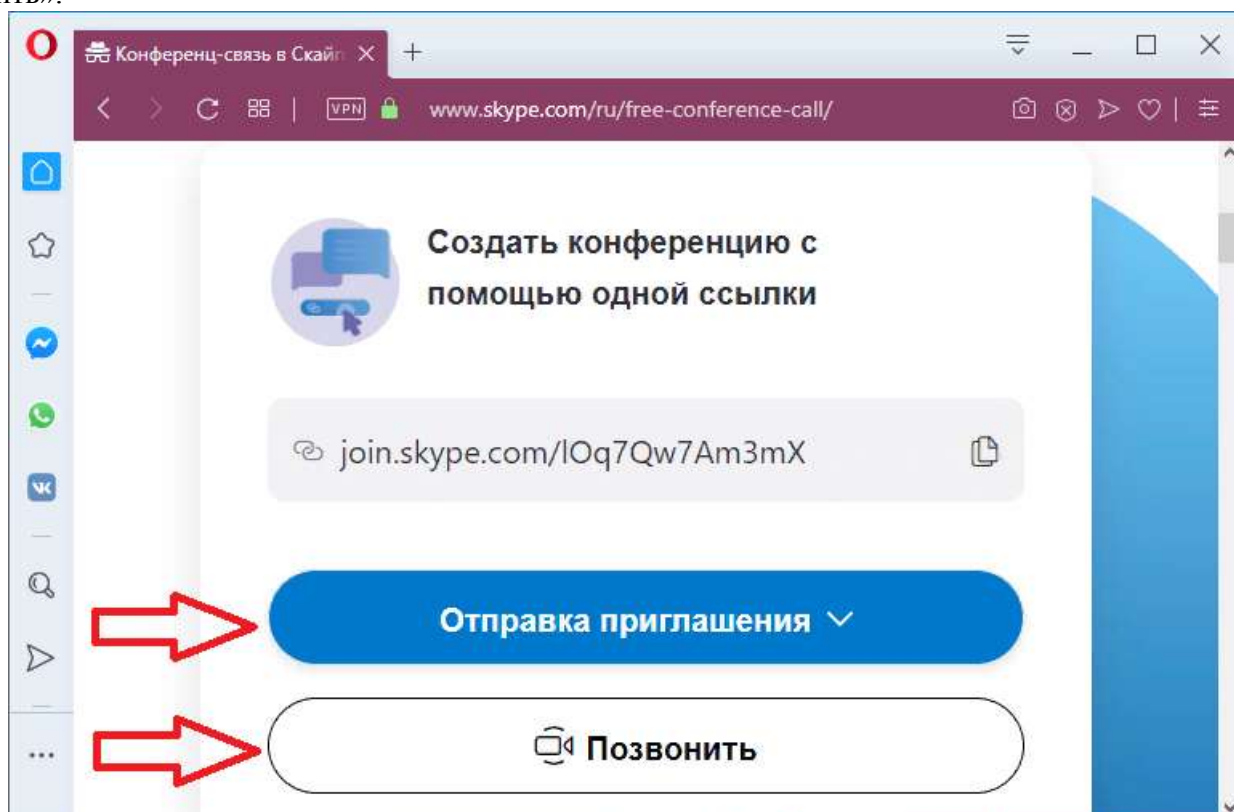 ить».
Конференц-связь в Скайп
VPN www.skype.com/ru/free-conference-call/
Создать конференцию с
помощью одной ссылки
join.skype.com/lOq7Qw7Am3mX
Отправка приглашения
Позвонить